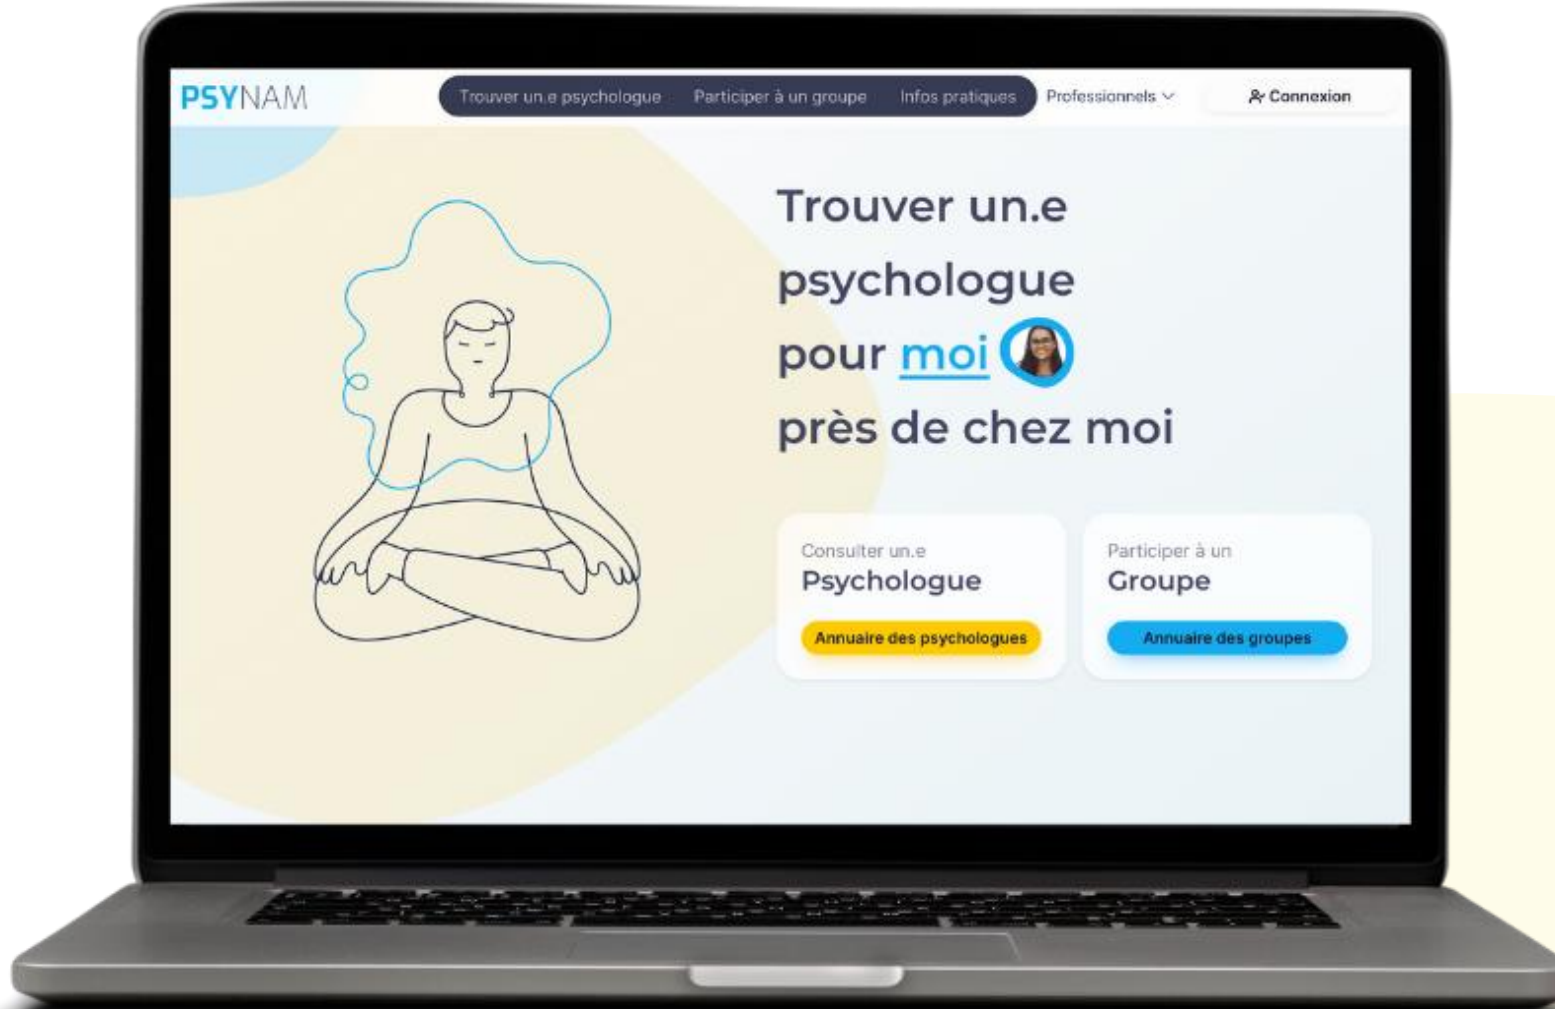 PSYNAM
Trouver un.e psychologue
Participer à un groupe
Infos pratiques
Professionnels
Connexion
Trouver un.e
psychologue
pour moi
près de chez moi
Consulter un.e
Psychologue
Annuaire des psychologues
Participer à un
Groupe
Annuaire des groupes